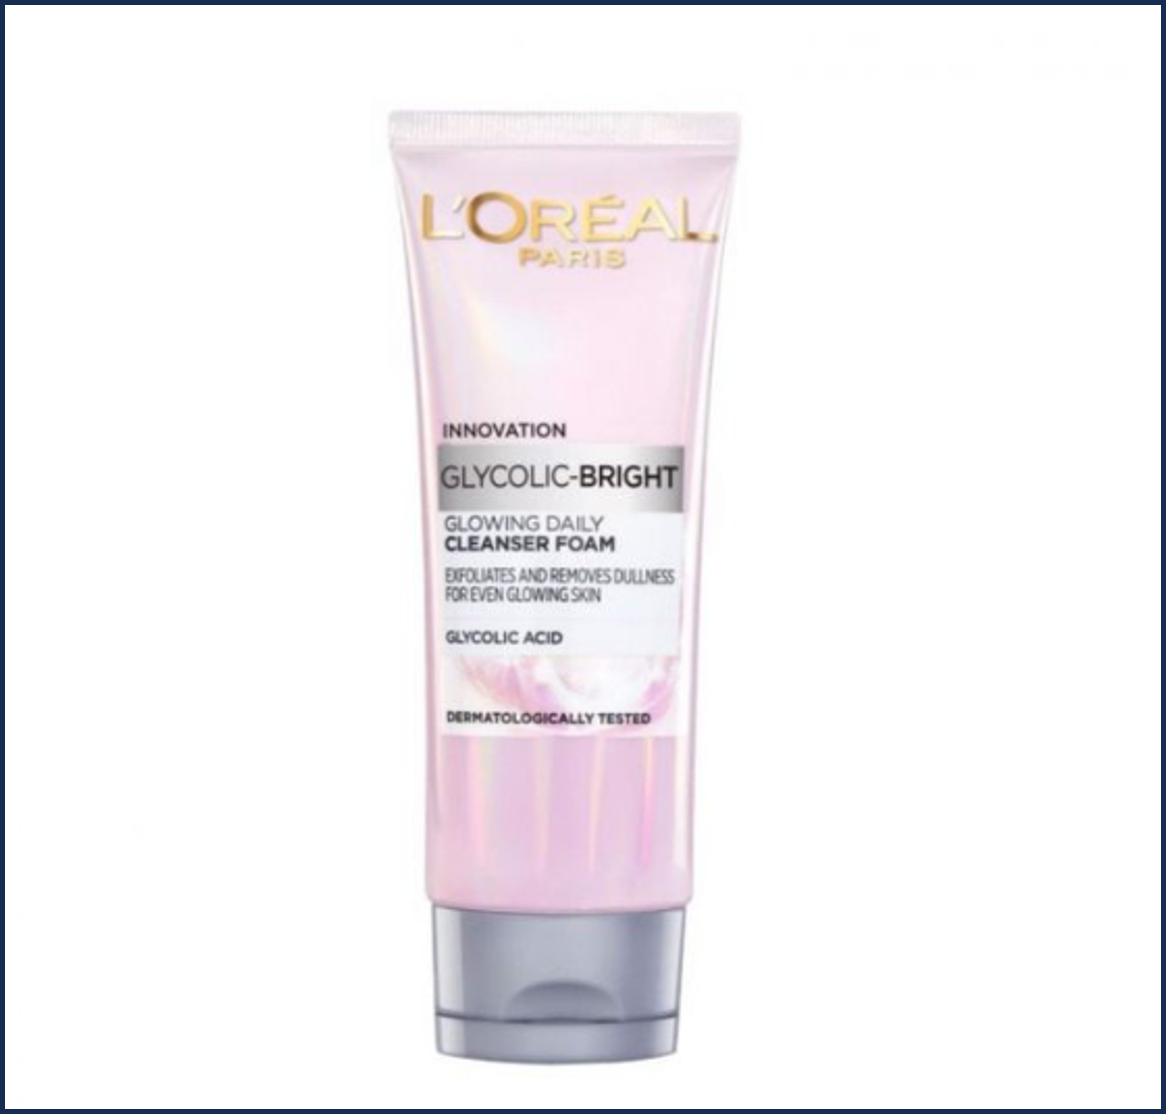 L'ORÉAL
PARIS
INNOVATION
GLYCOLIC-BRIGHT
GLOWING DAILY
CLEANSER FOAM
EXFOLIATES AND REMOVES DULLNESS
FOR EVEN GLOWING SKIN
GLYCOLIC ACID
DERMATOLOGICALLY TESTED